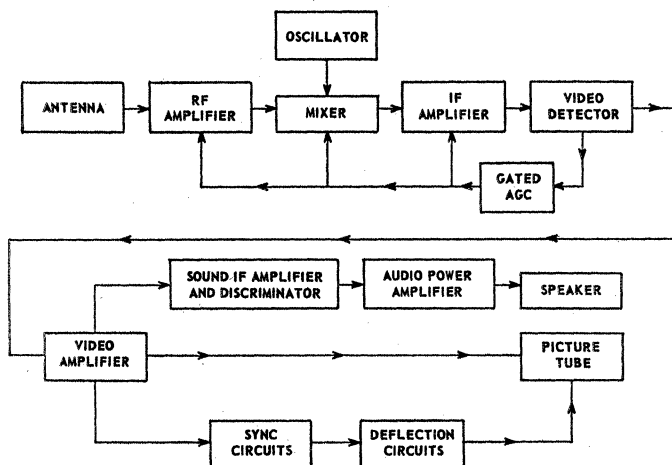 OSCILLATOR
ANTENNA
RF
AMPLIFIER
MIXER
IF
AMPLIFIER
VIDEO
DETECTOR
GATED
AGC
SOUND IF AMPLIFIER
AND DISCRIMINATOR
AUDIO POWER
AMPLIFIER
SPEAKER
VIDEO
AMPLIFIER
PICTURE
TUBE
SYNC
CIRCUITS
DEFLECTION
CIRCUITS